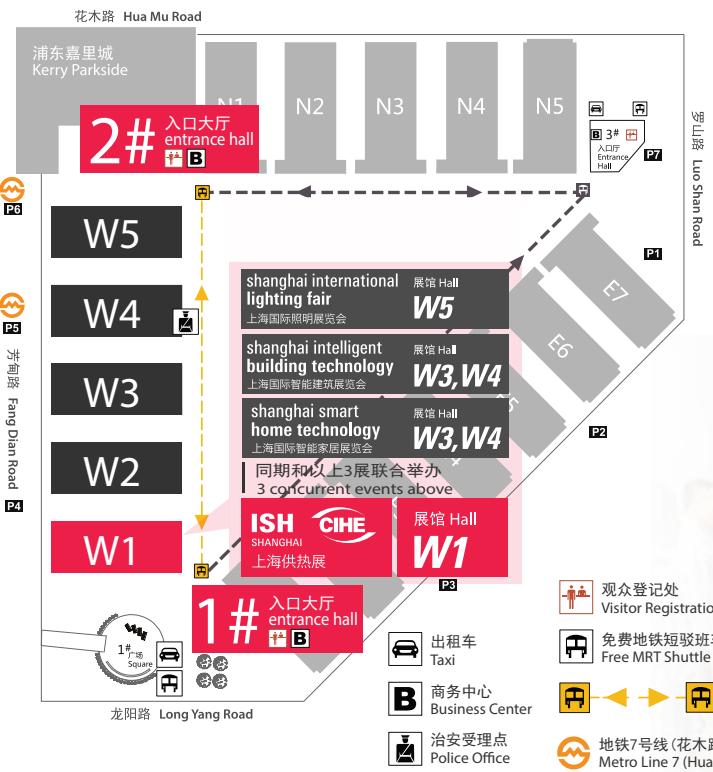 花木路 Hua Mu Road
浦东嘉里城
Kerry Parkside
N1
N2
N3
N4
N5
2#
入口大厅
entrance hall
B
B 3#
入口厅
Entrance
Hall
P7
罗山路 Luo Shan Road
P6
W5
W4
W3
W2
W1
P5
芳甸路 Fang Dian Road
P4
P1
E7
E6
P2
shanghai international
lighting fair
上海国际照明展览会
展馆 Hall
W5
shanghai intelligent
building technology
上海国际智能建筑展览会
展馆 Hall
W3,W4
shanghai smart
home technology
上海国际智能家居展览会
展馆 Hall
W3,W4
同期和以上3展联合举办
3 concurrent events above
ISH
SHANGHAI
CIHE
上海供热展
展馆 Hall
W1
P3
1#
入口大厅
entrance hall
B
1#
广场
Square
龙阳路 Long Yang Road
出租车
Taxi
B
商务中心
Business Center
治安受理点
Police Office
观众登记处
Visitor Registratio
免费地铁短驳班车
Free MRT Shuttle
地铁7号线(花木路
Metro Line 7 (Hua